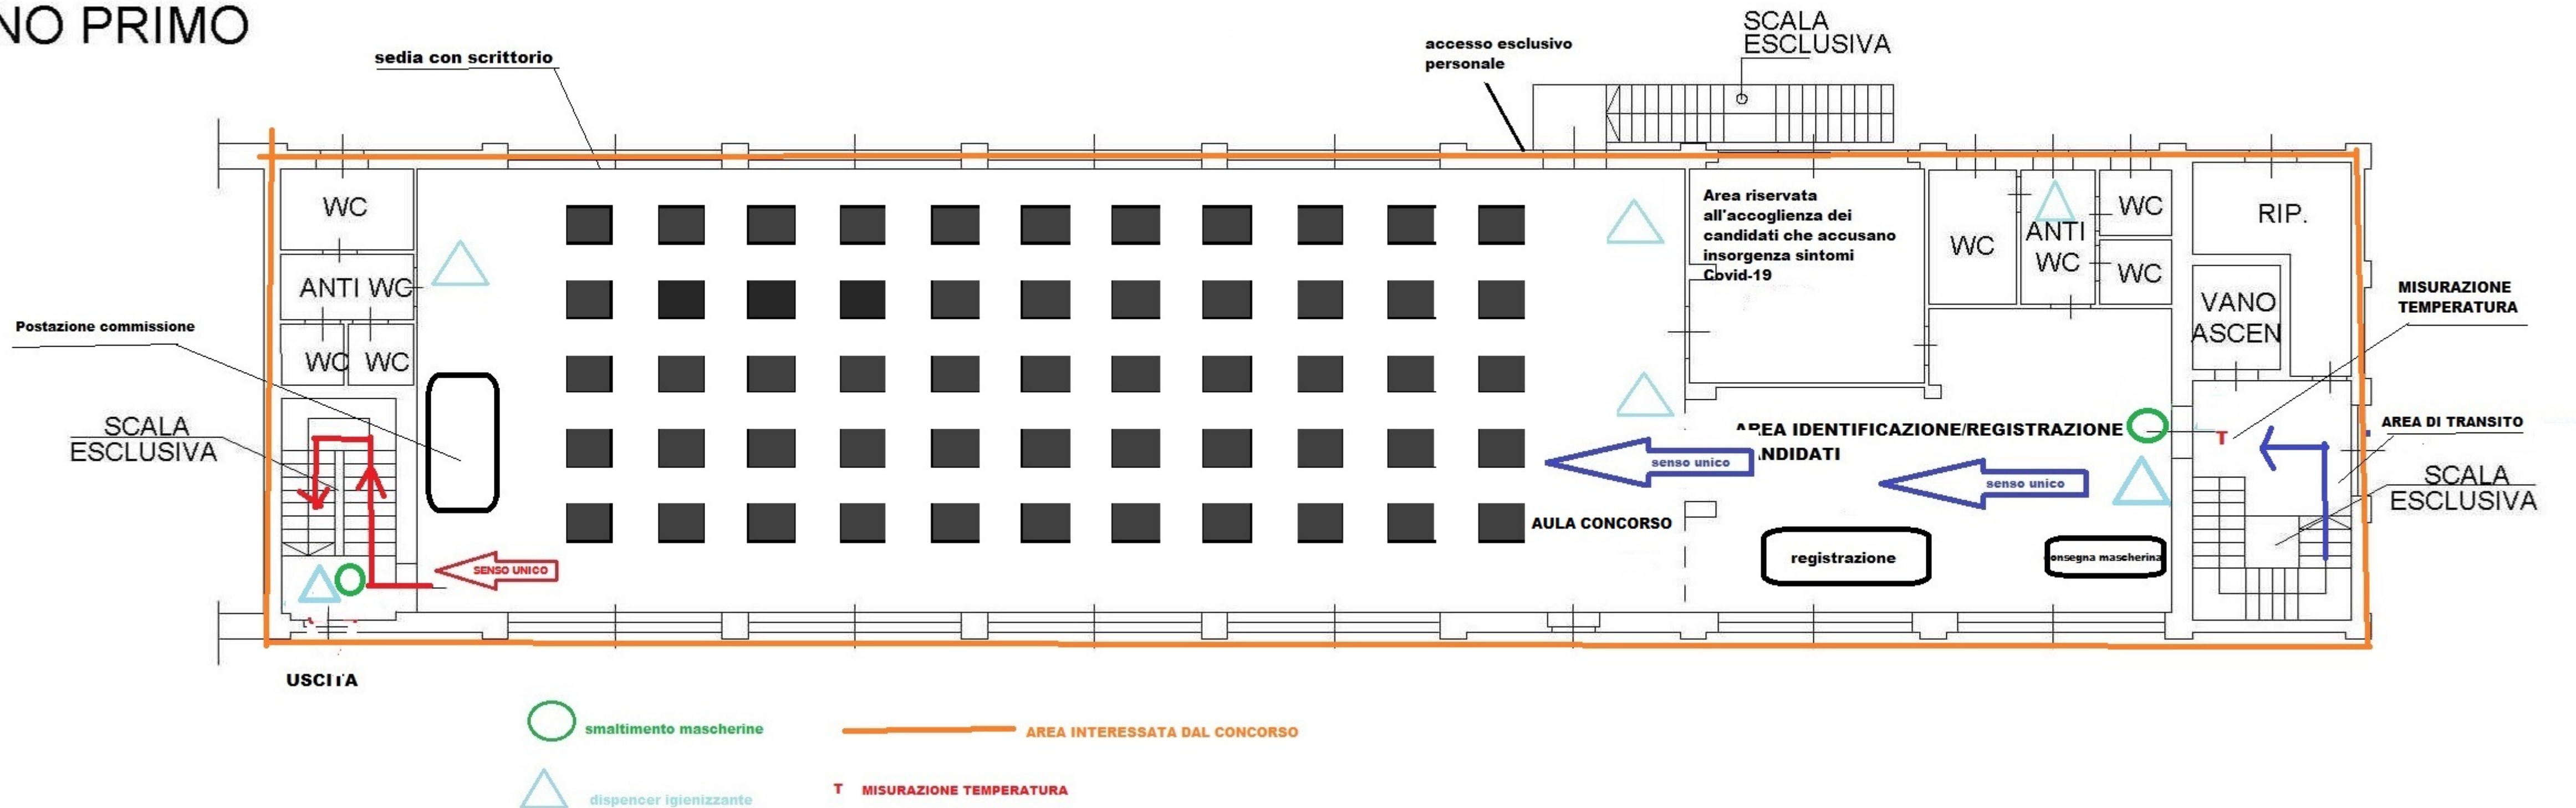 NO PRIMO
SCALA
ESCLUSIVA
sedia con scrittorio
accesso esclusivo
personale
WC
ANTI WC
WC
WC
Postazione commissione
SCALA
ESCLUSIVA
SENSO UNICO
USCITA
Area riservata
all'accoglienza dei
candidati che accusano
insorgenza sintomi
Covid-19
WC
ANTI
WC
WC
WC
RIP.
VANO
ASCEN
MISURAZIONE
TEMPERATURA
AREA DI TRANSITO
SCALA
ESCLUSIVA
T
AREA IDENTIFICAZIONE/REGISTRAZIONE
ANDIDATI
senso unico
senso unico
AULA CONCORSO
registrazione
onsegna mascherina
smaltimento mascherine
AREA INTERESSATA DAL CONCORSO
dispencer igienizzante
T MISURAZIONE TEMPERATURA